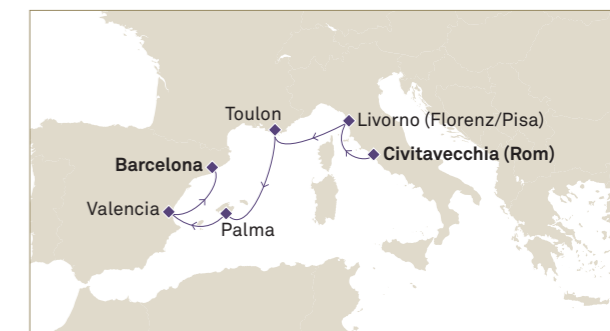 Toulon
Livorno (Florenz/Pisa)
Barcelona
Civitavecchia (Rom)
Valencia
Palma